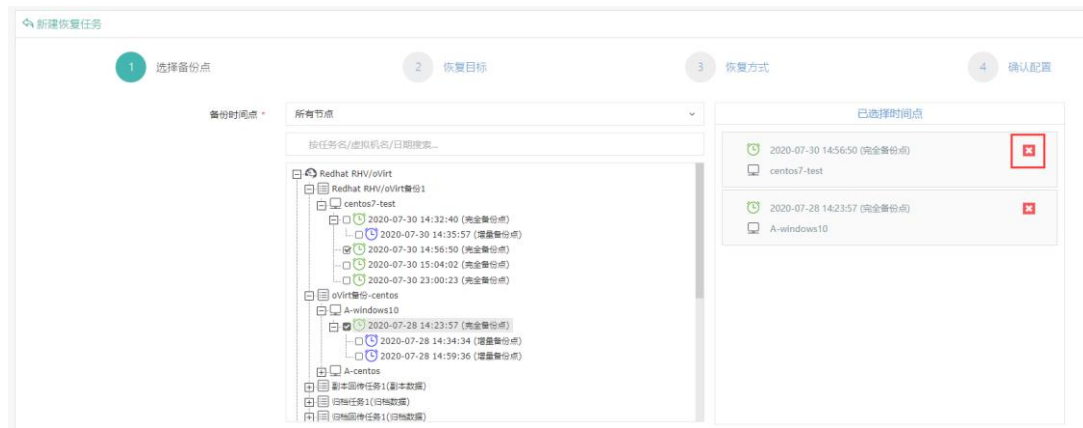 新建恢复任务
1 选择备份点
2 恢复目标
3 恢复方式
4 确认配置
备份时间点 *
所有节点
按任务名/虚拟机名/日期搜索...
Redhat RHV/oVirt
Redhat RHV/oVirt备份1
centos7-test
2020-07-30 14:32:40 (完全备份点)
2020-07-30 14:35:57 (增量备份点)
2020-07-30 14:56:50 (完全备份点)
2020-07-30 15:04:02 (完全备份点)
2020-07-30 23:00:23 (完全备份点)
oVirt备份-centos
A-windows10
2020-07-28 14:23:57 (完全备份点)
2020-07-28 14:34:34 (增量备份点)
2020-07-28 14:59:36 (增量备份点)
A-centos
副本回传任务1(副本数据)
归档任务1(归档数据)
归档回传任务1(归档数据)
已选择时间点
2020-07-30 14:56:50 (完全备份点)
centos7-test
2020-07-28 14:23:57 (完全备份点)
A-windows10